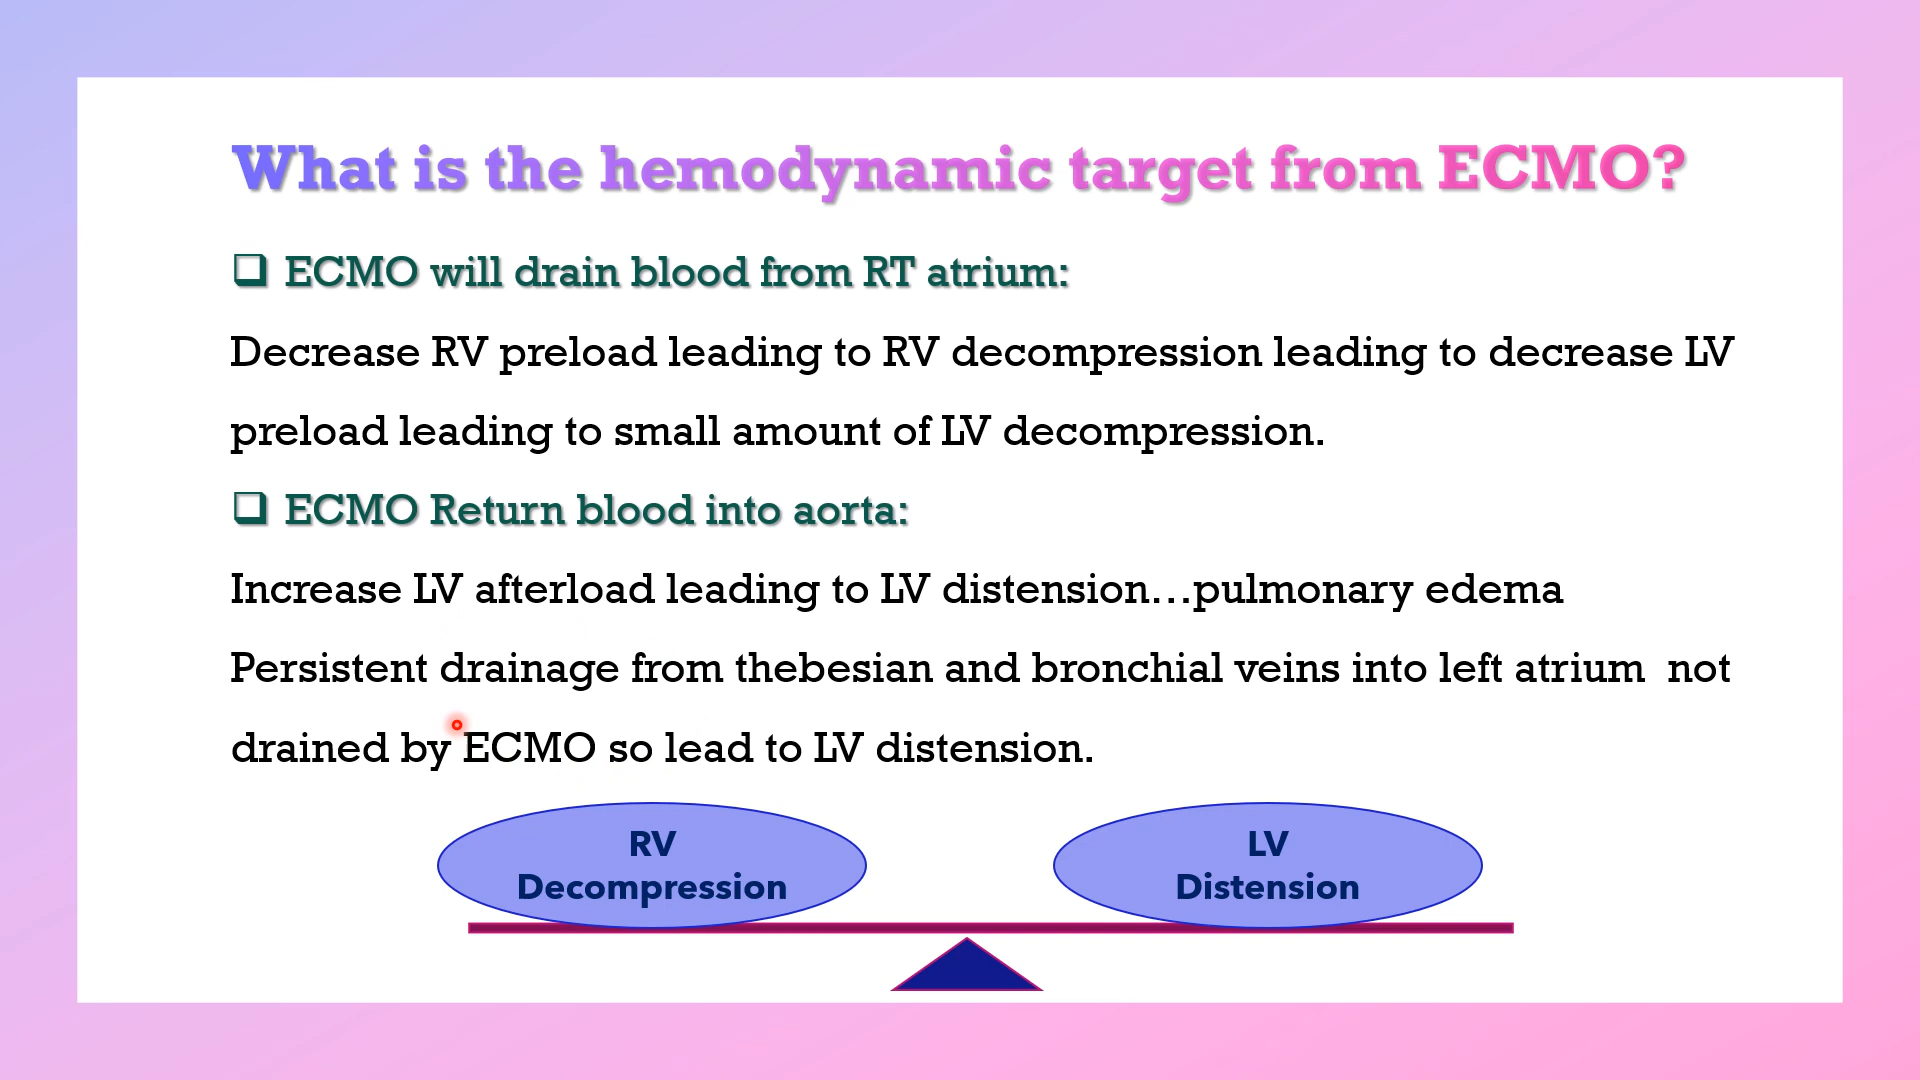 What is the hemodynamic target from ECMO?
❑ ECMO will drain blood from RT atrium:
Decrease RV preload leading to RV decompression leading to decrease LV
preload leading to small amount of LV decompression.
❑ ECMO Return blood into aorta:
Increase LV afterload leading to LV distension…pulmonary edema
Persistent drainage from thebesian and bronchial veins into left atrium  not
drained by ECMO so lead to LV distension.
RV
Decompression
LV
Distension